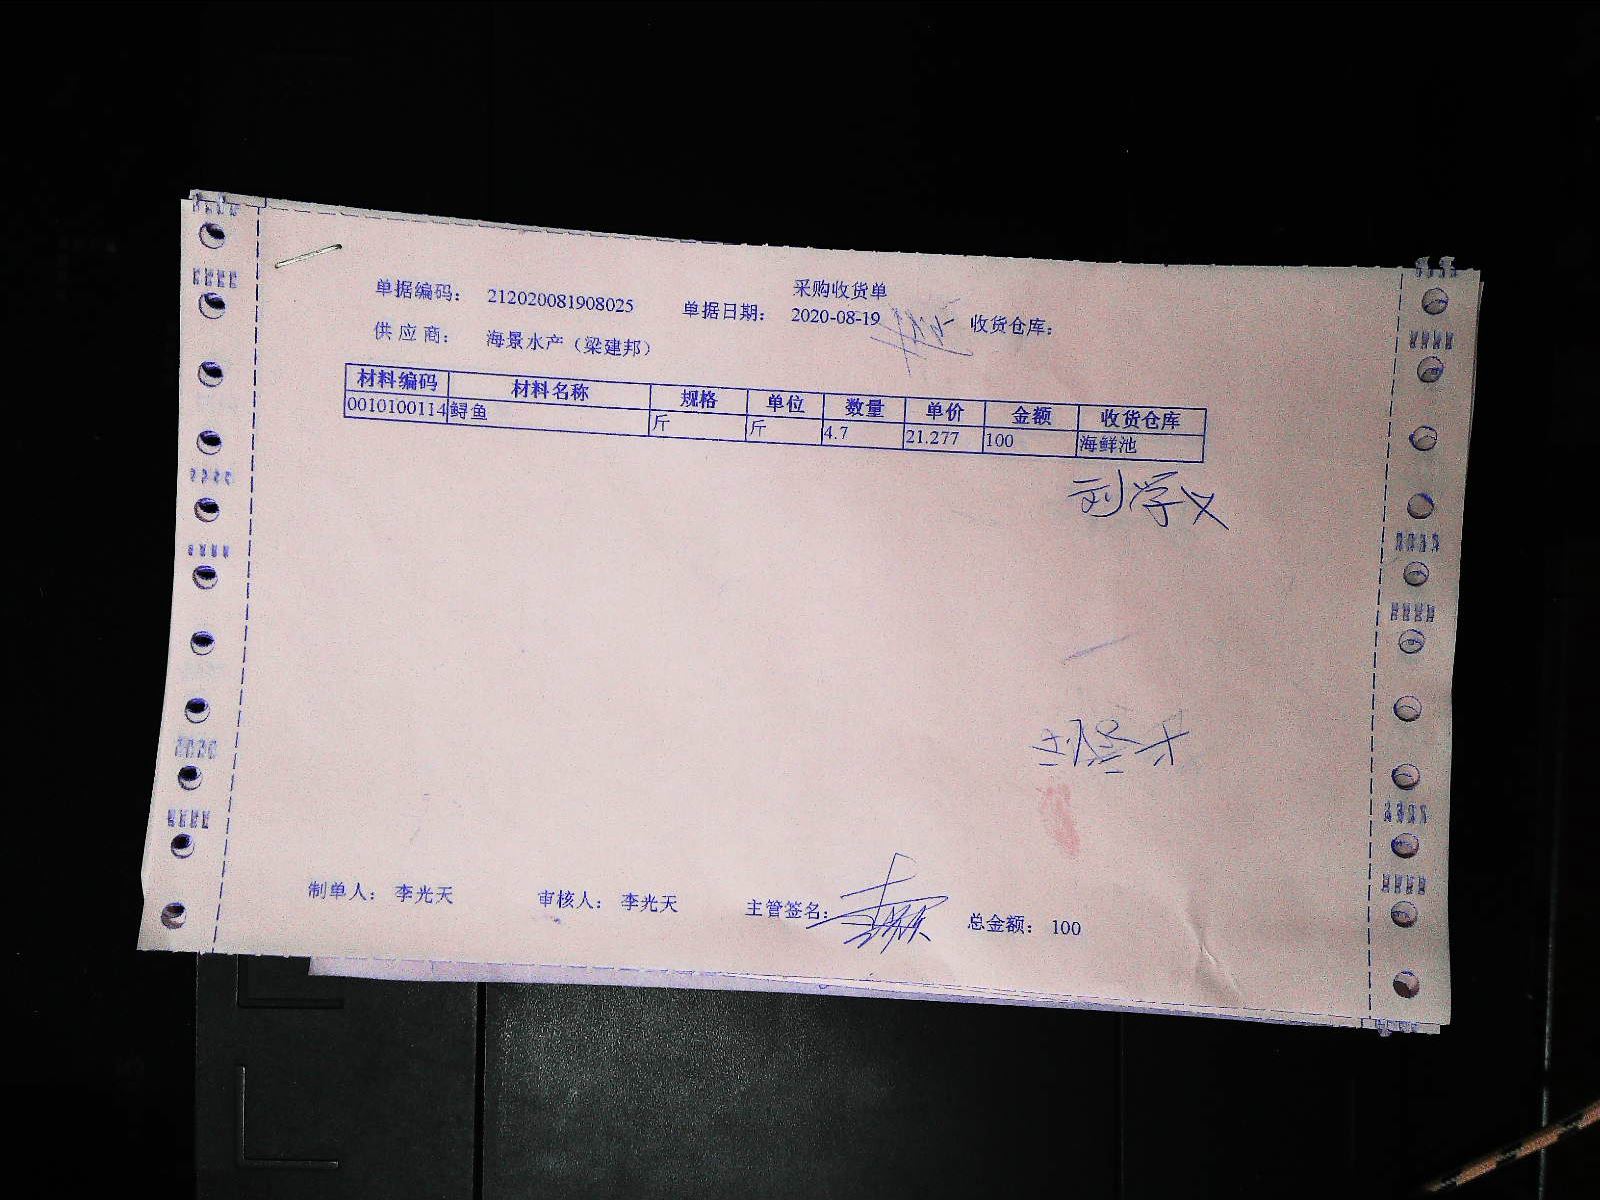 采购收货单
单据编码： 212020081908025 单据日期： 2020-08-19 收货仓库：
供 应 商： 海景水产（梁建邦）
材料编码 材料名称 规格 单位 数量 单价 金额 收货仓库
0010100114 鲟鱼 斤 斤 4.7 21.277 100 海鲜池
刘学义
制单人： 李光天 审核人： 李光天 主管签名： 总金额： 100